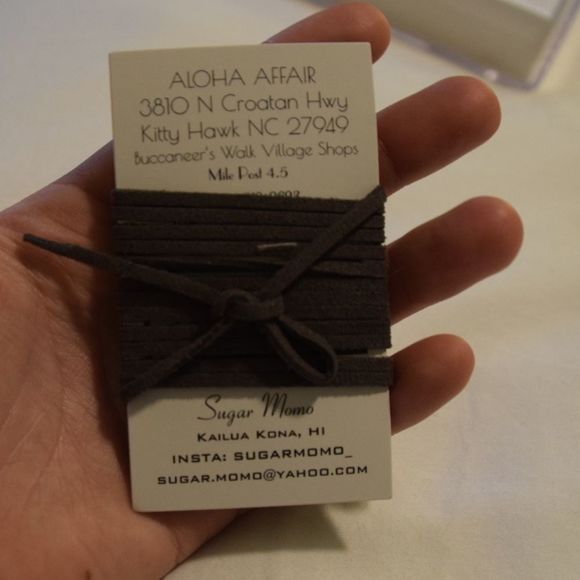 ALOHA AFFAIR
3810 N Croatan Hwy
Kitty Hawk NC 27949
Buccaneer's Walk Village Shops
Mile Post 4.5
Sugar Momo
KAILUA KONA, HI
INSTA: SUGARMOMO_
SUGAR.MOMO@YAHOO.COM